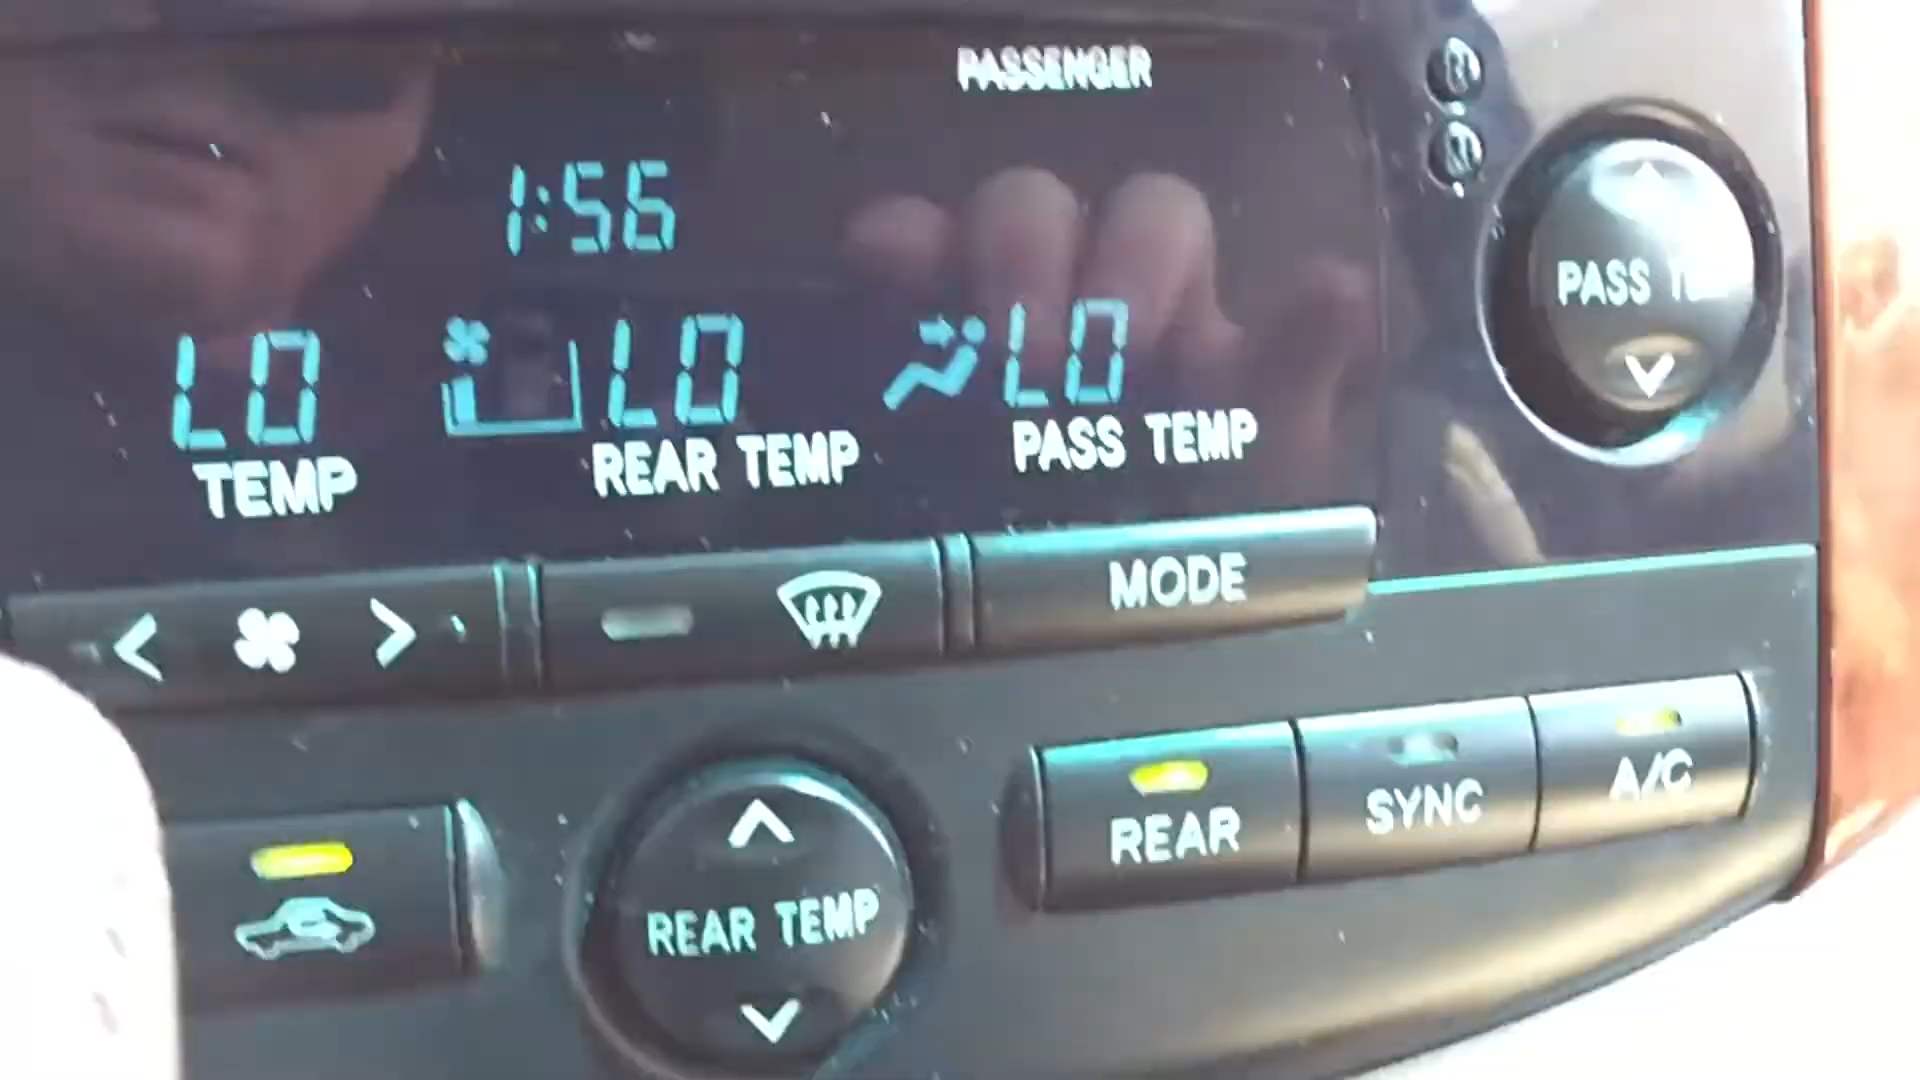 PASSENGER
1:56
PASS
LO LO LO
TEMP REAR TEMP PASS TEMP
MODE
REAR SYNC A/C
REAR TEMP